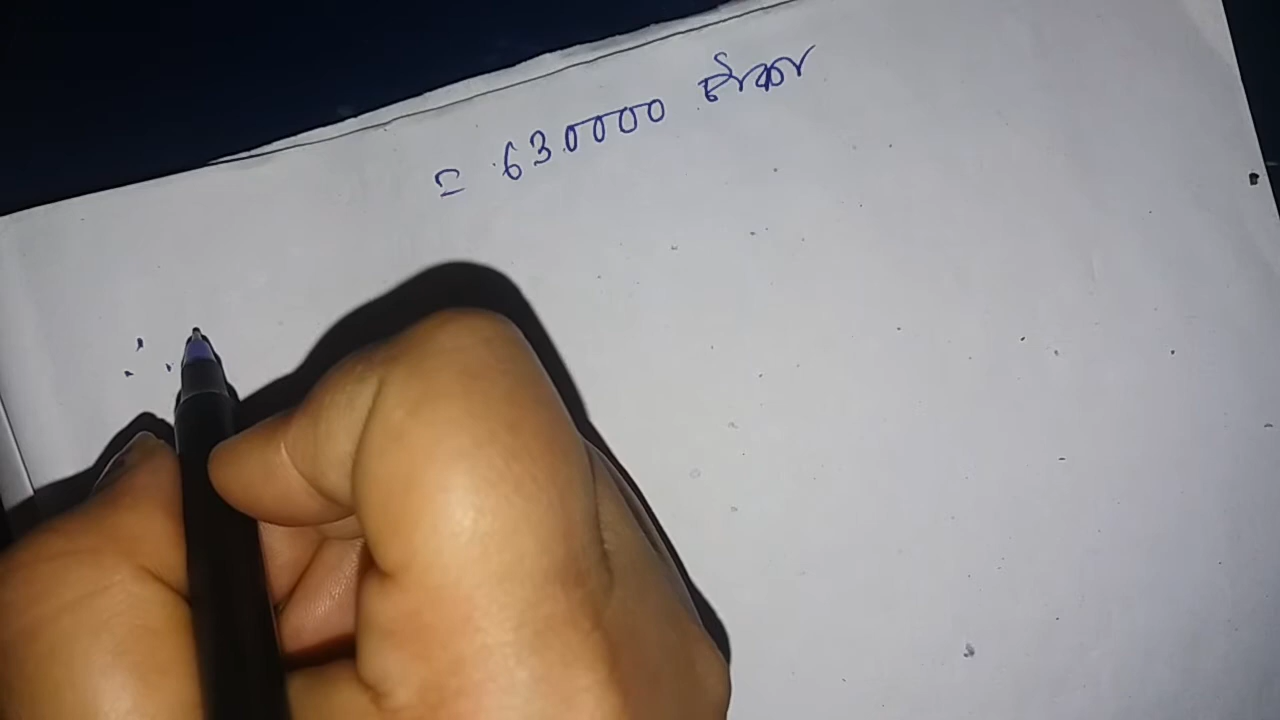 = 630000 টাকা
∴